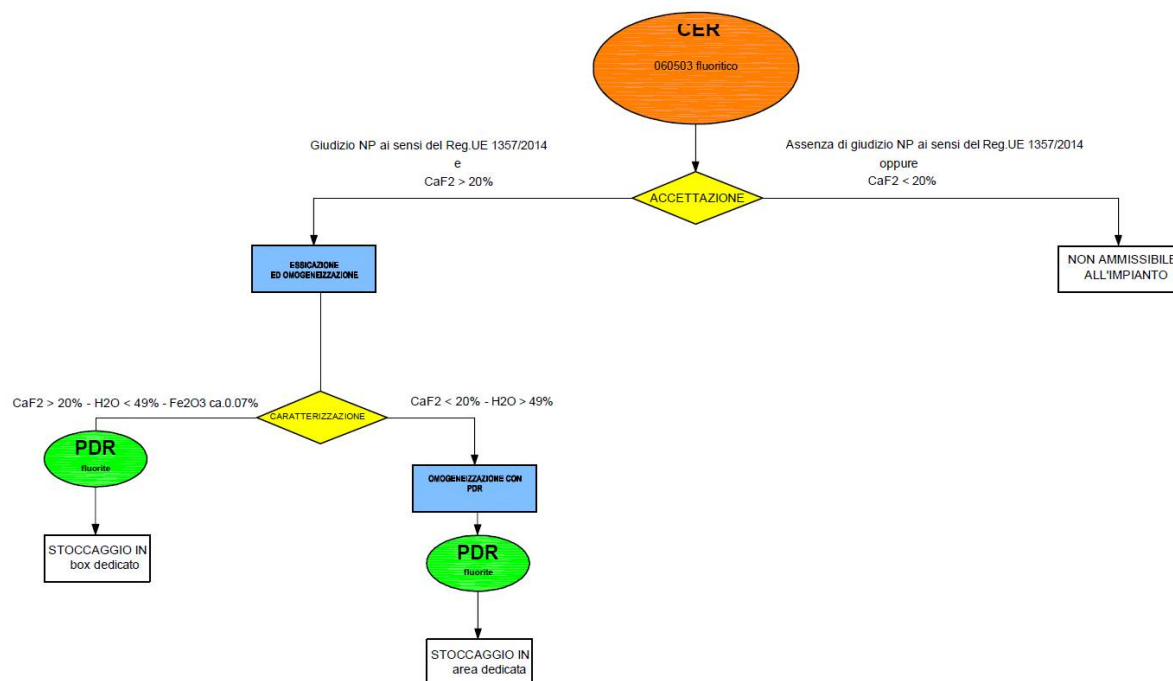 CER
060503 fluoritico
Giudizio NP ai sensi del Reg.UE 1357/2014
e
CaF2 > 20%
Assenza di giudizio NP ai sensi del Reg.UE 1357/2014
oppure
CaF2 < 20%
ACCETTAZIONE
ESSICAZIONE
ED OMOGENEIZZAZIONE
NON AMMISSIBILE
ALL'IMPIANTO
CaF2 > 20% - H2O < 49% - Fe2O3 ca.0.07%
CARATTERIZZAZIONE
CaF2 < 20% - H2O > 49%
PDR
fluorite
OMOGENEIZZAZIONE CON
PDR
STOCCAGGIO IN
box dedicato
PDR
fluorite
STOCCAGGIO IN
area dedicata